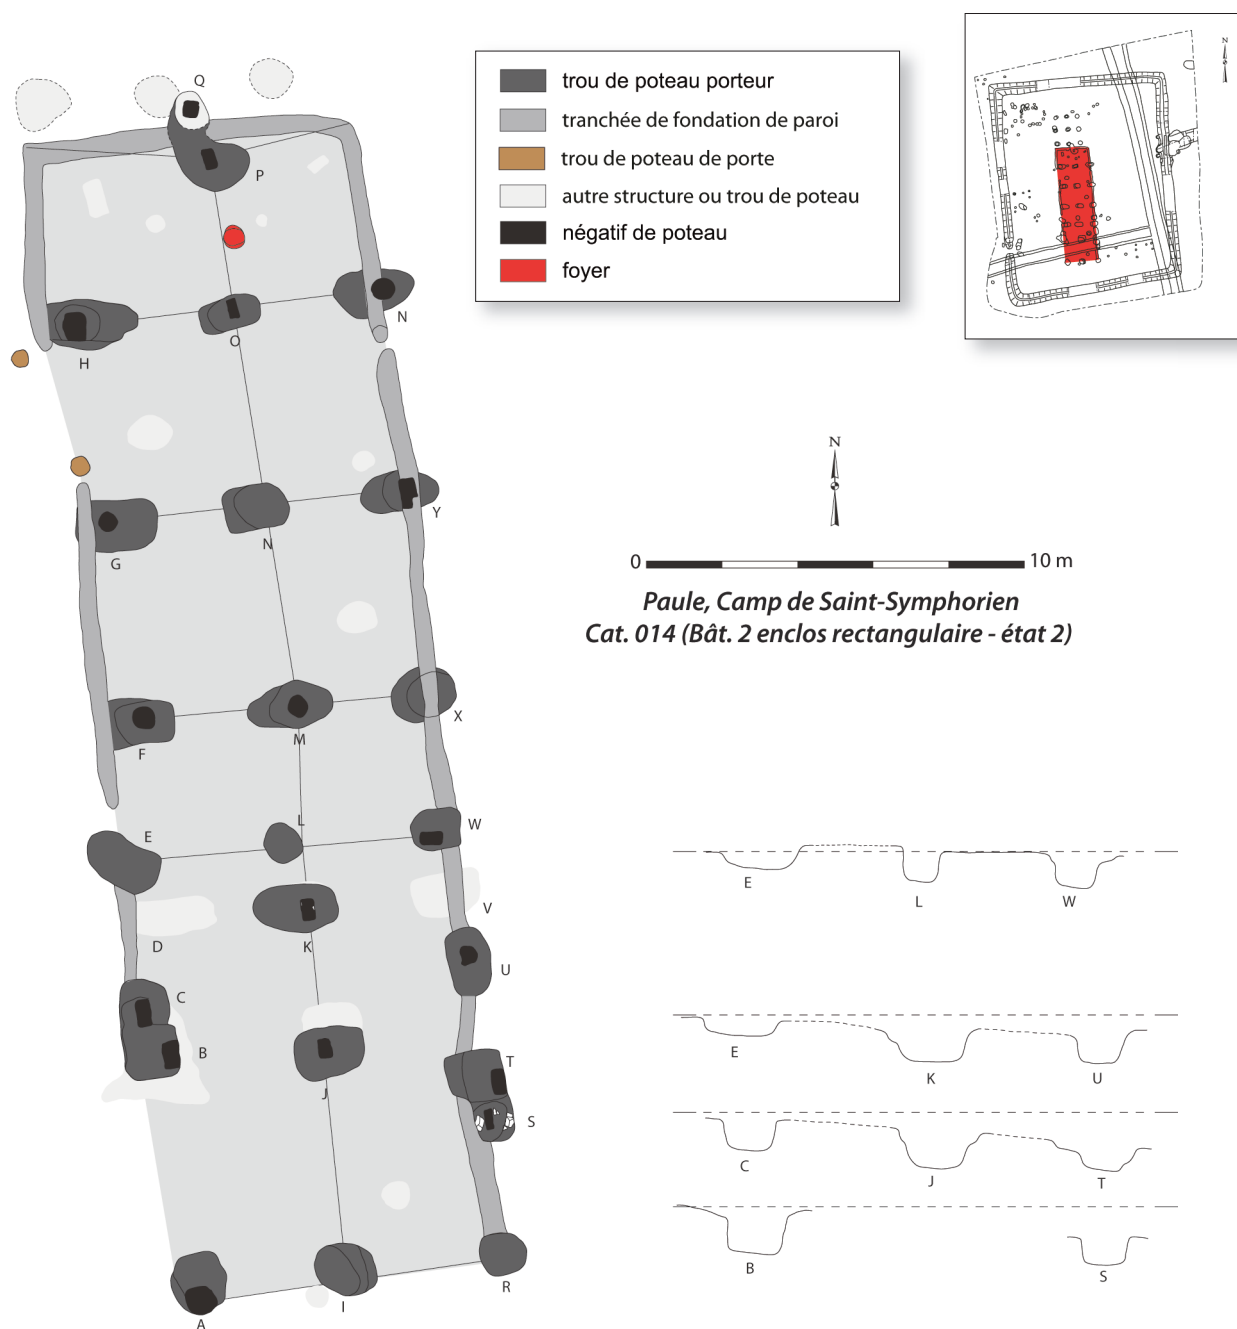 trou de poteau porteur
tranchée de fondation de paroi
trou de poteau de porte
autre structure ou trou de poteau
négatif de poteau
foyer
N
Q
P
N
O
H
Y
N
G
X
M
F
L
W
E
V
K
D
U
C
B
T
J
S
R
I
A
N
0 10 m
Paule, Camp de Saint-Symphorien
Cat. 014 (Bât. 2 enclos rectangulaire - état 2)
E L W
E K U
C J T
B S